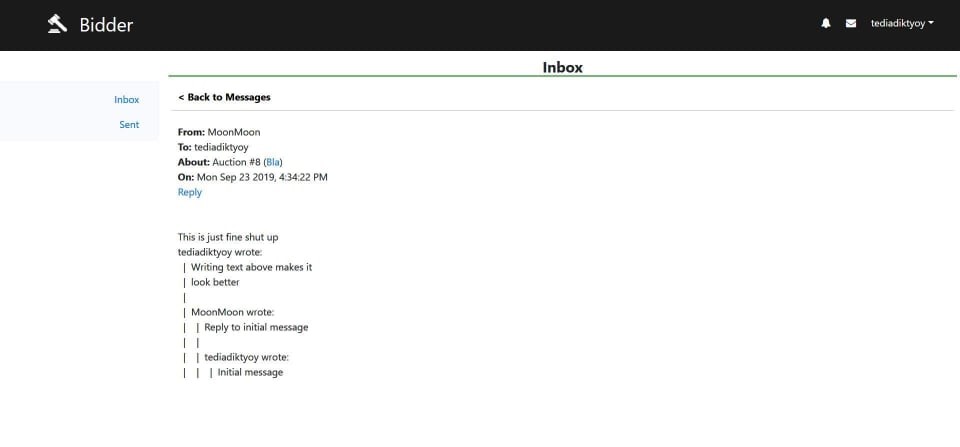 Bidder
tediadiktyoy
Inbox
Inbox
Sent
< Back to Messages
From: MoonMoon
To: tediadiktyoy
About: Auction #8 (Bla)
On: Mon Sep 23 2019, 4:34:22 PM
Reply
This is just fine shut up
tediadiktyoy wrote:
| Writing text above makes it
| look better
|
| MoonMoon wrote:
| | Reply to initial message
| |
| | tediadiktyoy wrote:
| | | Initial message